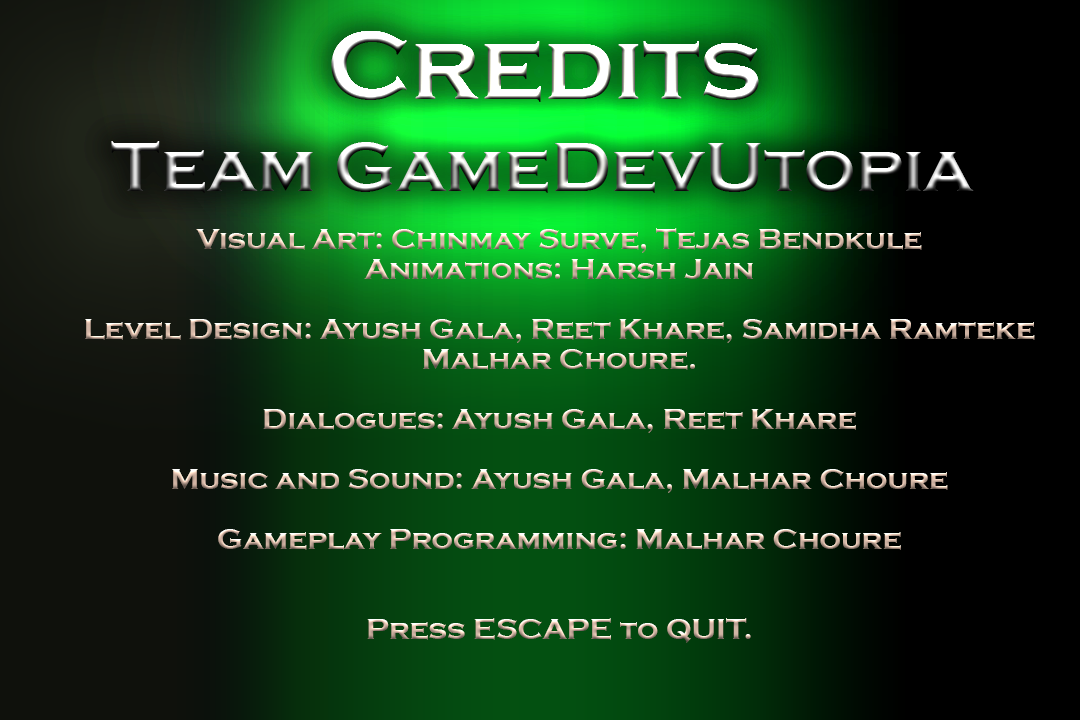 Credits
Team GameDevUtopia
Visual Art: Chinmay Surve, Tejas Bendkule
Animations: Harsh Jain
Level Design: Ayush Gala, Reet Khare, Samidha Ramteke
Malhar Choure.
Dialogues: Ayush Gala, Reet Khare
Music and Sound: Ayush Gala, Malhar Choure
Gameplay Programming: Malhar Choure
Press ESCAPE to QUIT.